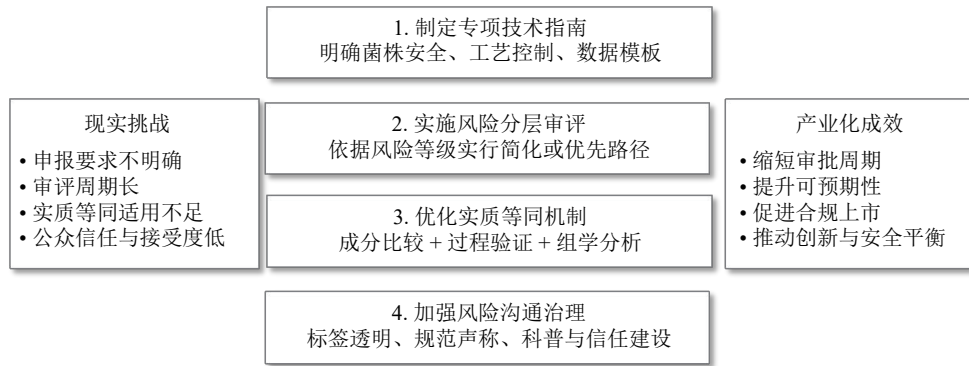 现实挑战
• 申报要求不明确
• 审评周期长
• 实质等同适用不足
• 公众信任与接受度低
1. 制定专项技术指南
明确菌株安全、工艺控制、数据模板
2. 实施风险分层审评
依据风险等级实行简化或优先路径
3. 优化实质等同机制
成分比较 + 过程验证 + 组学分析
4. 加强风险沟通治理
标签透明、规范声称、科普与信任建设
产业化成效
• 缩短审批周期
• 提升可预期性
• 促进合规上市
• 推动创新与安全平衡